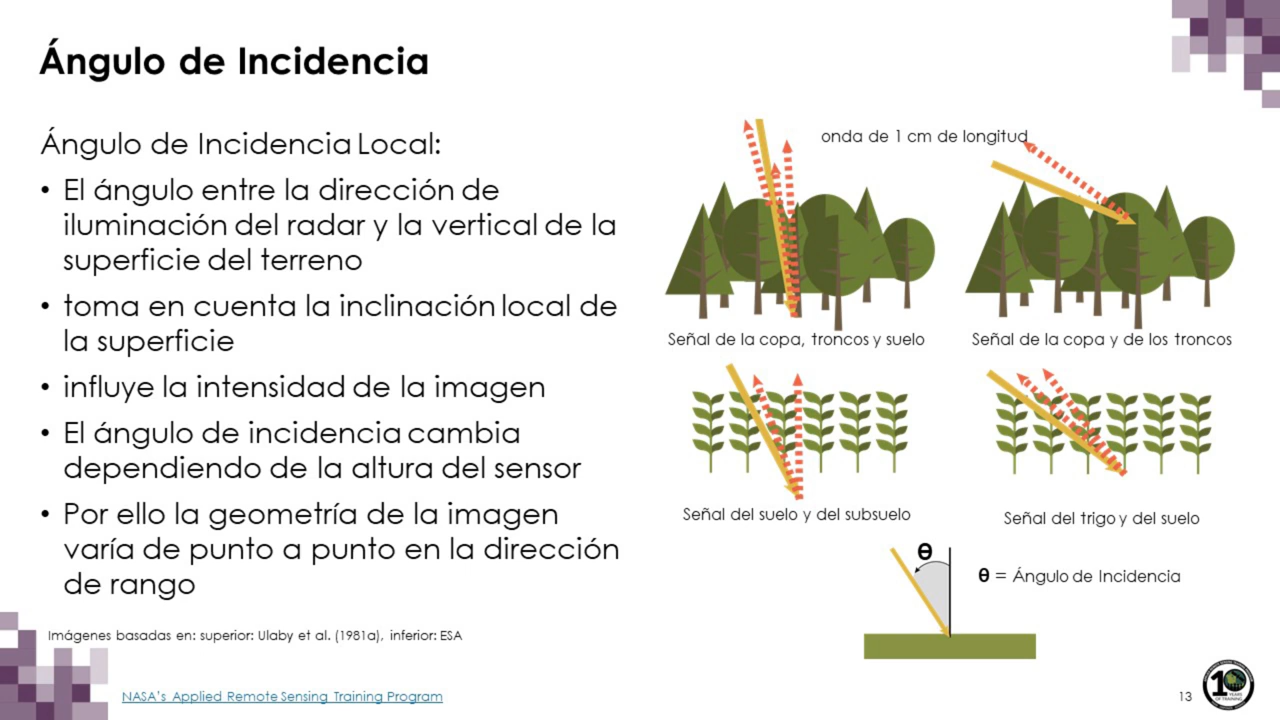 Ángulo de Incidencia
Ángulo de Incidencia Local:
• El ángulo entre la dirección de
iluminación del radar y la vertical de la
superficie del terreno
• toma en cuenta la inclinación local de
la superficie
• influye la intensidad de la imagen
• El ángulo de incidencia cambia
dependiendo de la altura del sensor
• Por ello la geometría de la imagen
varía de punto a punto en la dirección
de rango
onda de 1 cm de longitud
Señal de la copa, troncos y suelo
Señal de la copa y de los troncos
Señal del suelo y del subsuelo
Señal del trigo y del suelo
θ
θ = Ángulo de Incidencia
Imágenes basadas en: superior: Ulaby et al. (1981a), inferior: ESA
NASA's Applied Remote Sensing Training Program
13
10
YEARS
OF TRAINING